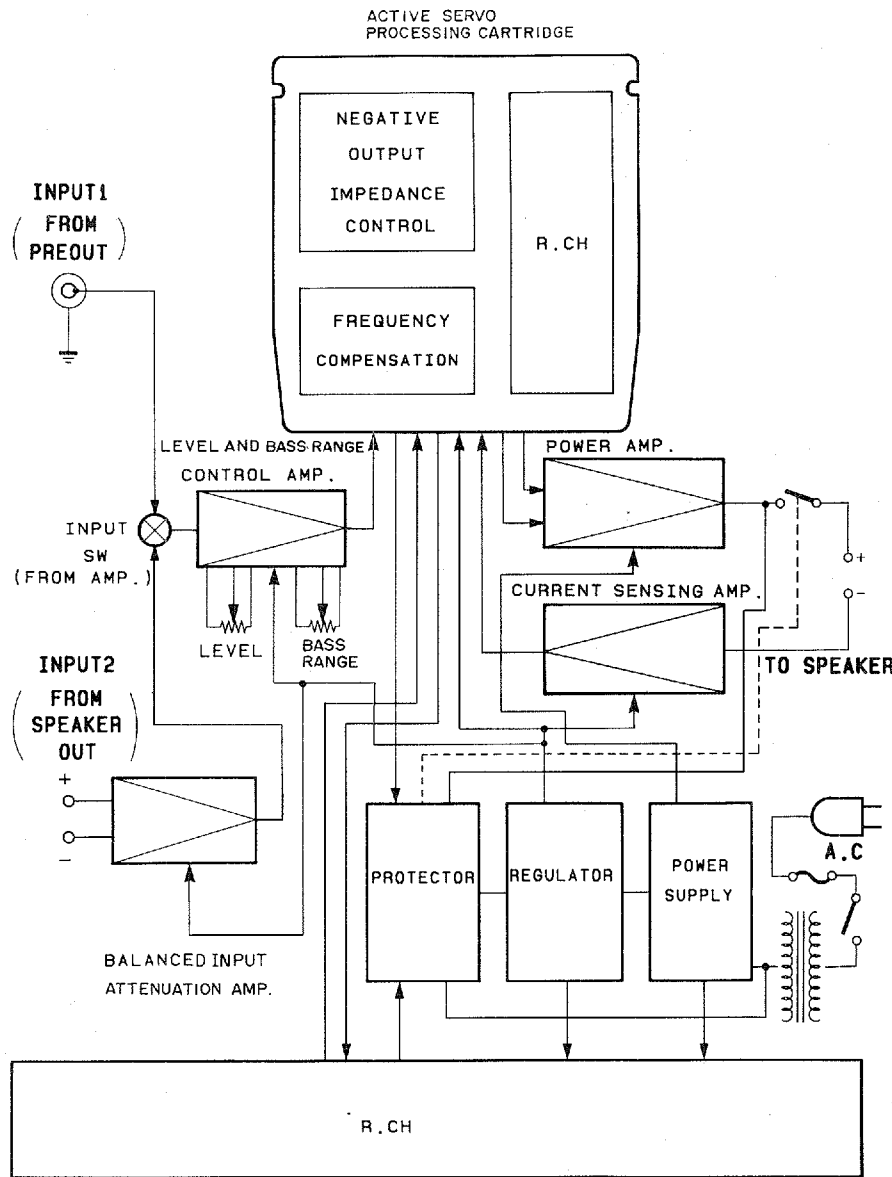 ACTIVE SERVO
PROCESSING CARTRIDGE
NEGATIVE
OUTPUT
IMPEDANCE
CONTROL
R.CH
FREQUENCY
COMPENSATION
INPUT1
(FROM
PREOUT)
LEVEL AND BASS RANGE
CONTROL AMP.
POWER AMP.
INPUT
SW
(FROM AMP.)
LEVEL
BASS
RANGE
CURRENT SENSING AMP.
+
-
TO SPEAKER
INPUT2
(FROM
SPEAKER
OUT)
+
-
BALANCED INPUT
ATTENUATION AMP.
PROTECTOR
REGULATOR
POWER
SUPPLY
A.C
R.CH